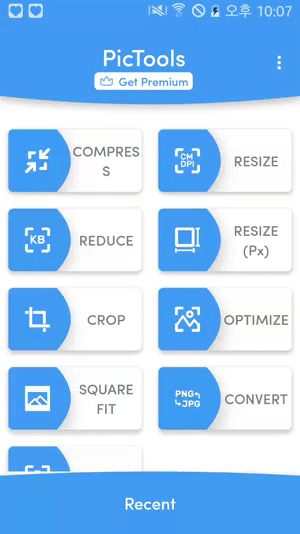 오후 10:07
PicTools
Get Premium
COMPRES
S
CM
DPI
RESIZE
KB
REDUCE
RESIZE
(Px)
CROP
OPTIMIZE
SQUARE
FIT
PNG
JPG
CONVERT
Recent